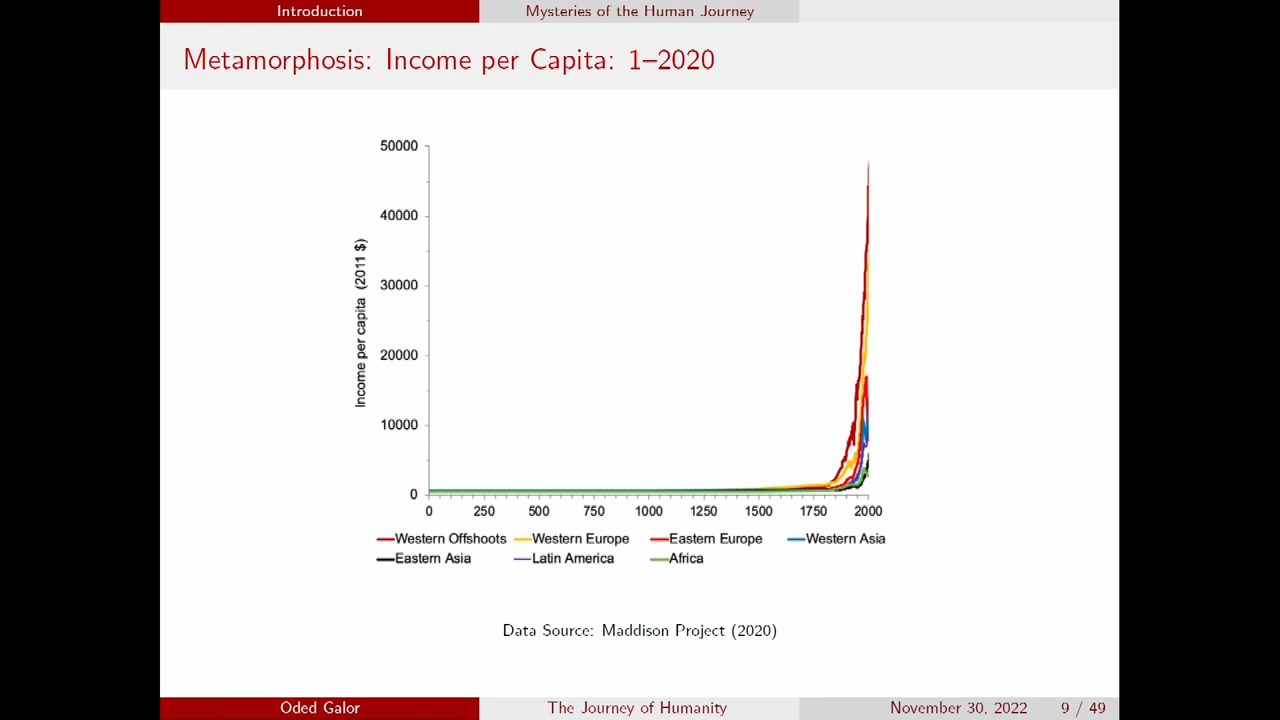 Introduction
Mysteries of the Human Journey
Metamorphosis: Income per Capita: 1–2020
50000
40000
30000
20000
10000
0
Income per capita (2011 $)
0 250 500 750 1000 1250 1500 1750 2000
Western Offshoots Western Europe Eastern Europe Western Asia
Eastern Asia Latin America Africa
Data Source: Maddison Project (2020)
Oded Galor
The Journey of Humanity
November 30, 2022 9 / 49